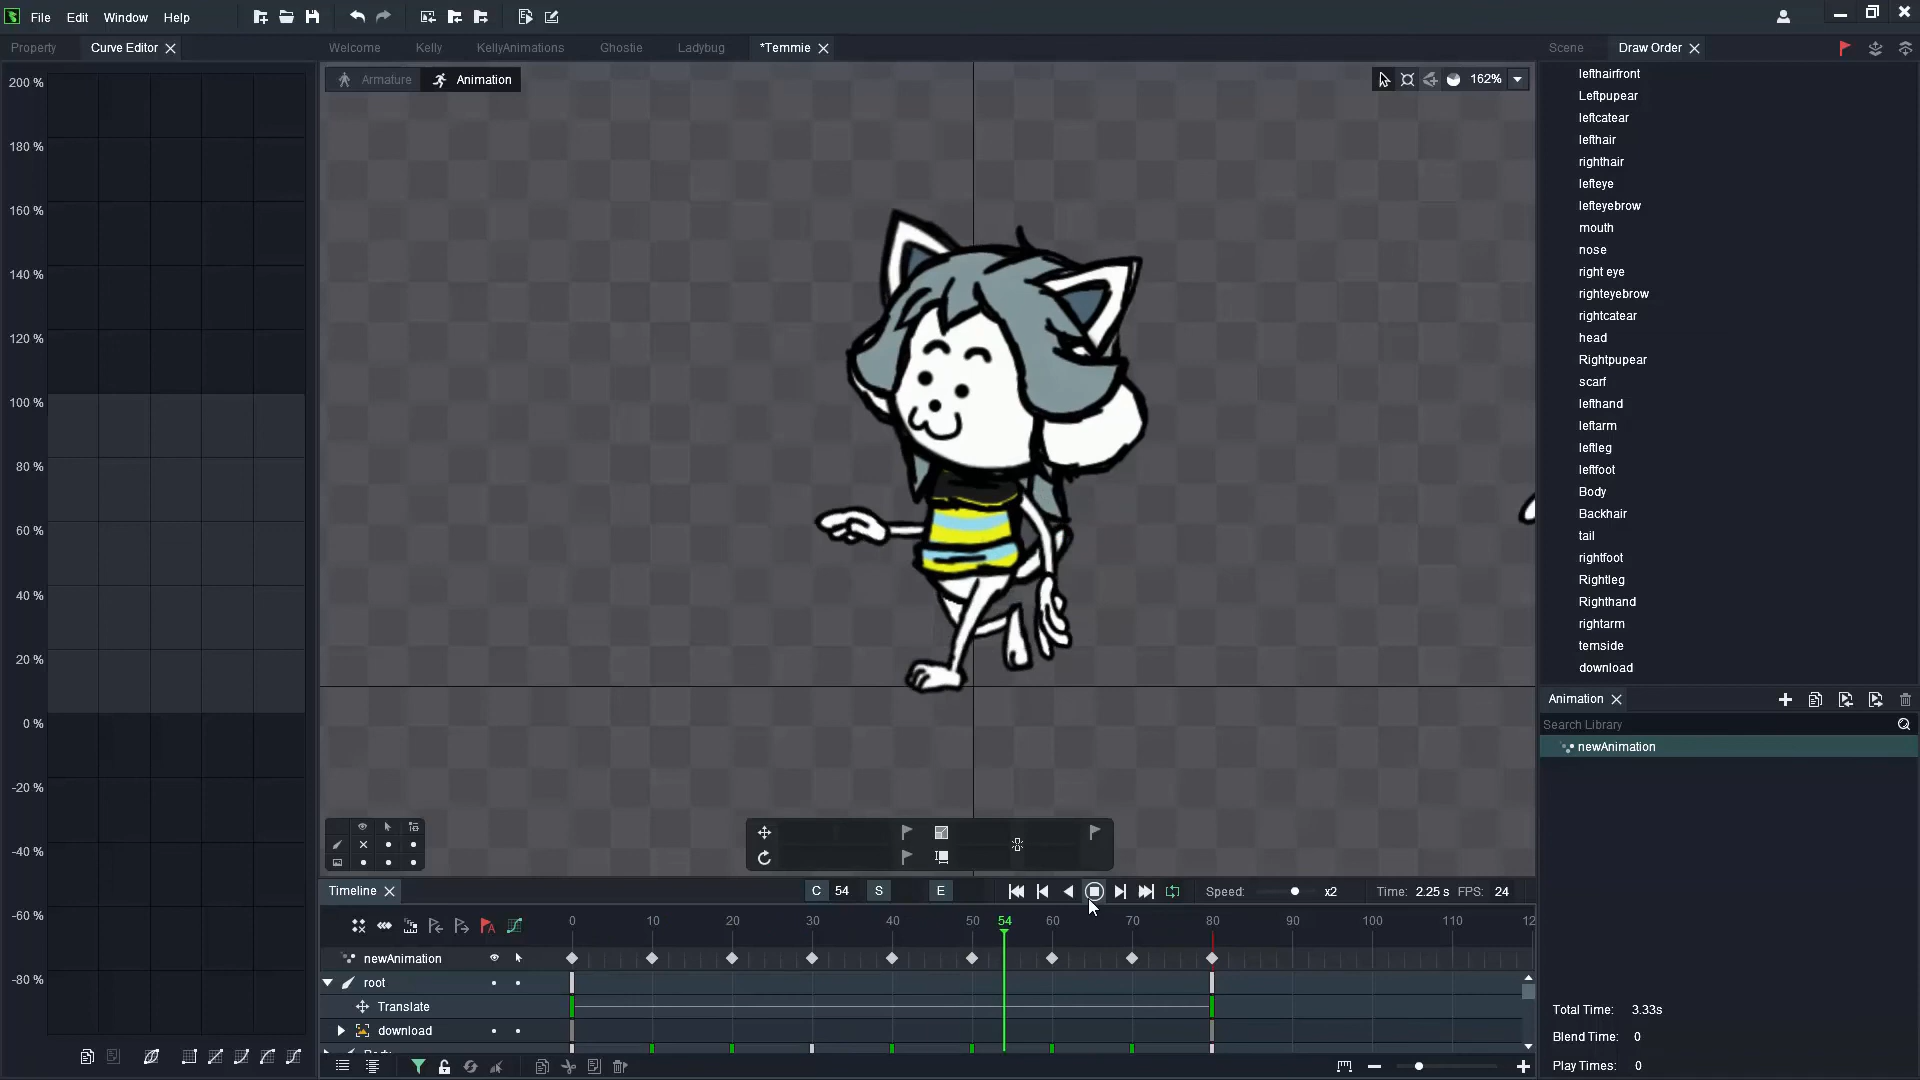 File Edit Window Help
Property Curve Editor Welcome Kelly KellyAnimations Ghostie Ladybug *Temmie Scene Draw Order
Armature Animation 162%
200 %
180 %
160 %
140 %
120 %
100 %
80 %
60 %
40 %
20 %
0 %
-20 %
-40 %
-60 %
-80 %
lefthairfront
Leftpupear
leftcatear
lefthair
righthair
lefteye
lefteyebrow
mouth
nose
right eye
righteyebrow
rightcatear
head
Rightpupear
scarf
lefthand
leftarm
leftleg
leftfoot
Body
Backhair
tail
rightfoot
Rightleg
Righthand
rightarm
temside
download
Animation
Search Library
newAnimation
Total Time: 3.33s
Blend Time: 0
Play Times: 0
Timeline C 54 S E Speed: x2 Time: 2.25 s FPS: 24
A 0 10 20 30 40 50 54 60 70 80 90 100 110 12
newAnimation
root
Translate
download